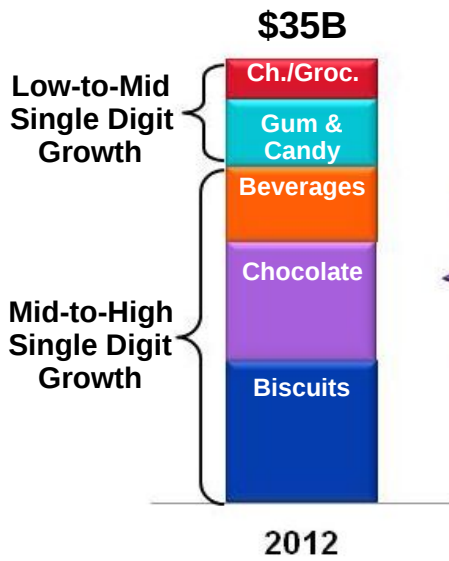 $35B
Ch./Groc.
Low-to-Mid
Single Digit
Growth
Gum &
Candy
Beverages
Chocolate
Mid-to-High
Single Digit
Growth
Biscuits
2012